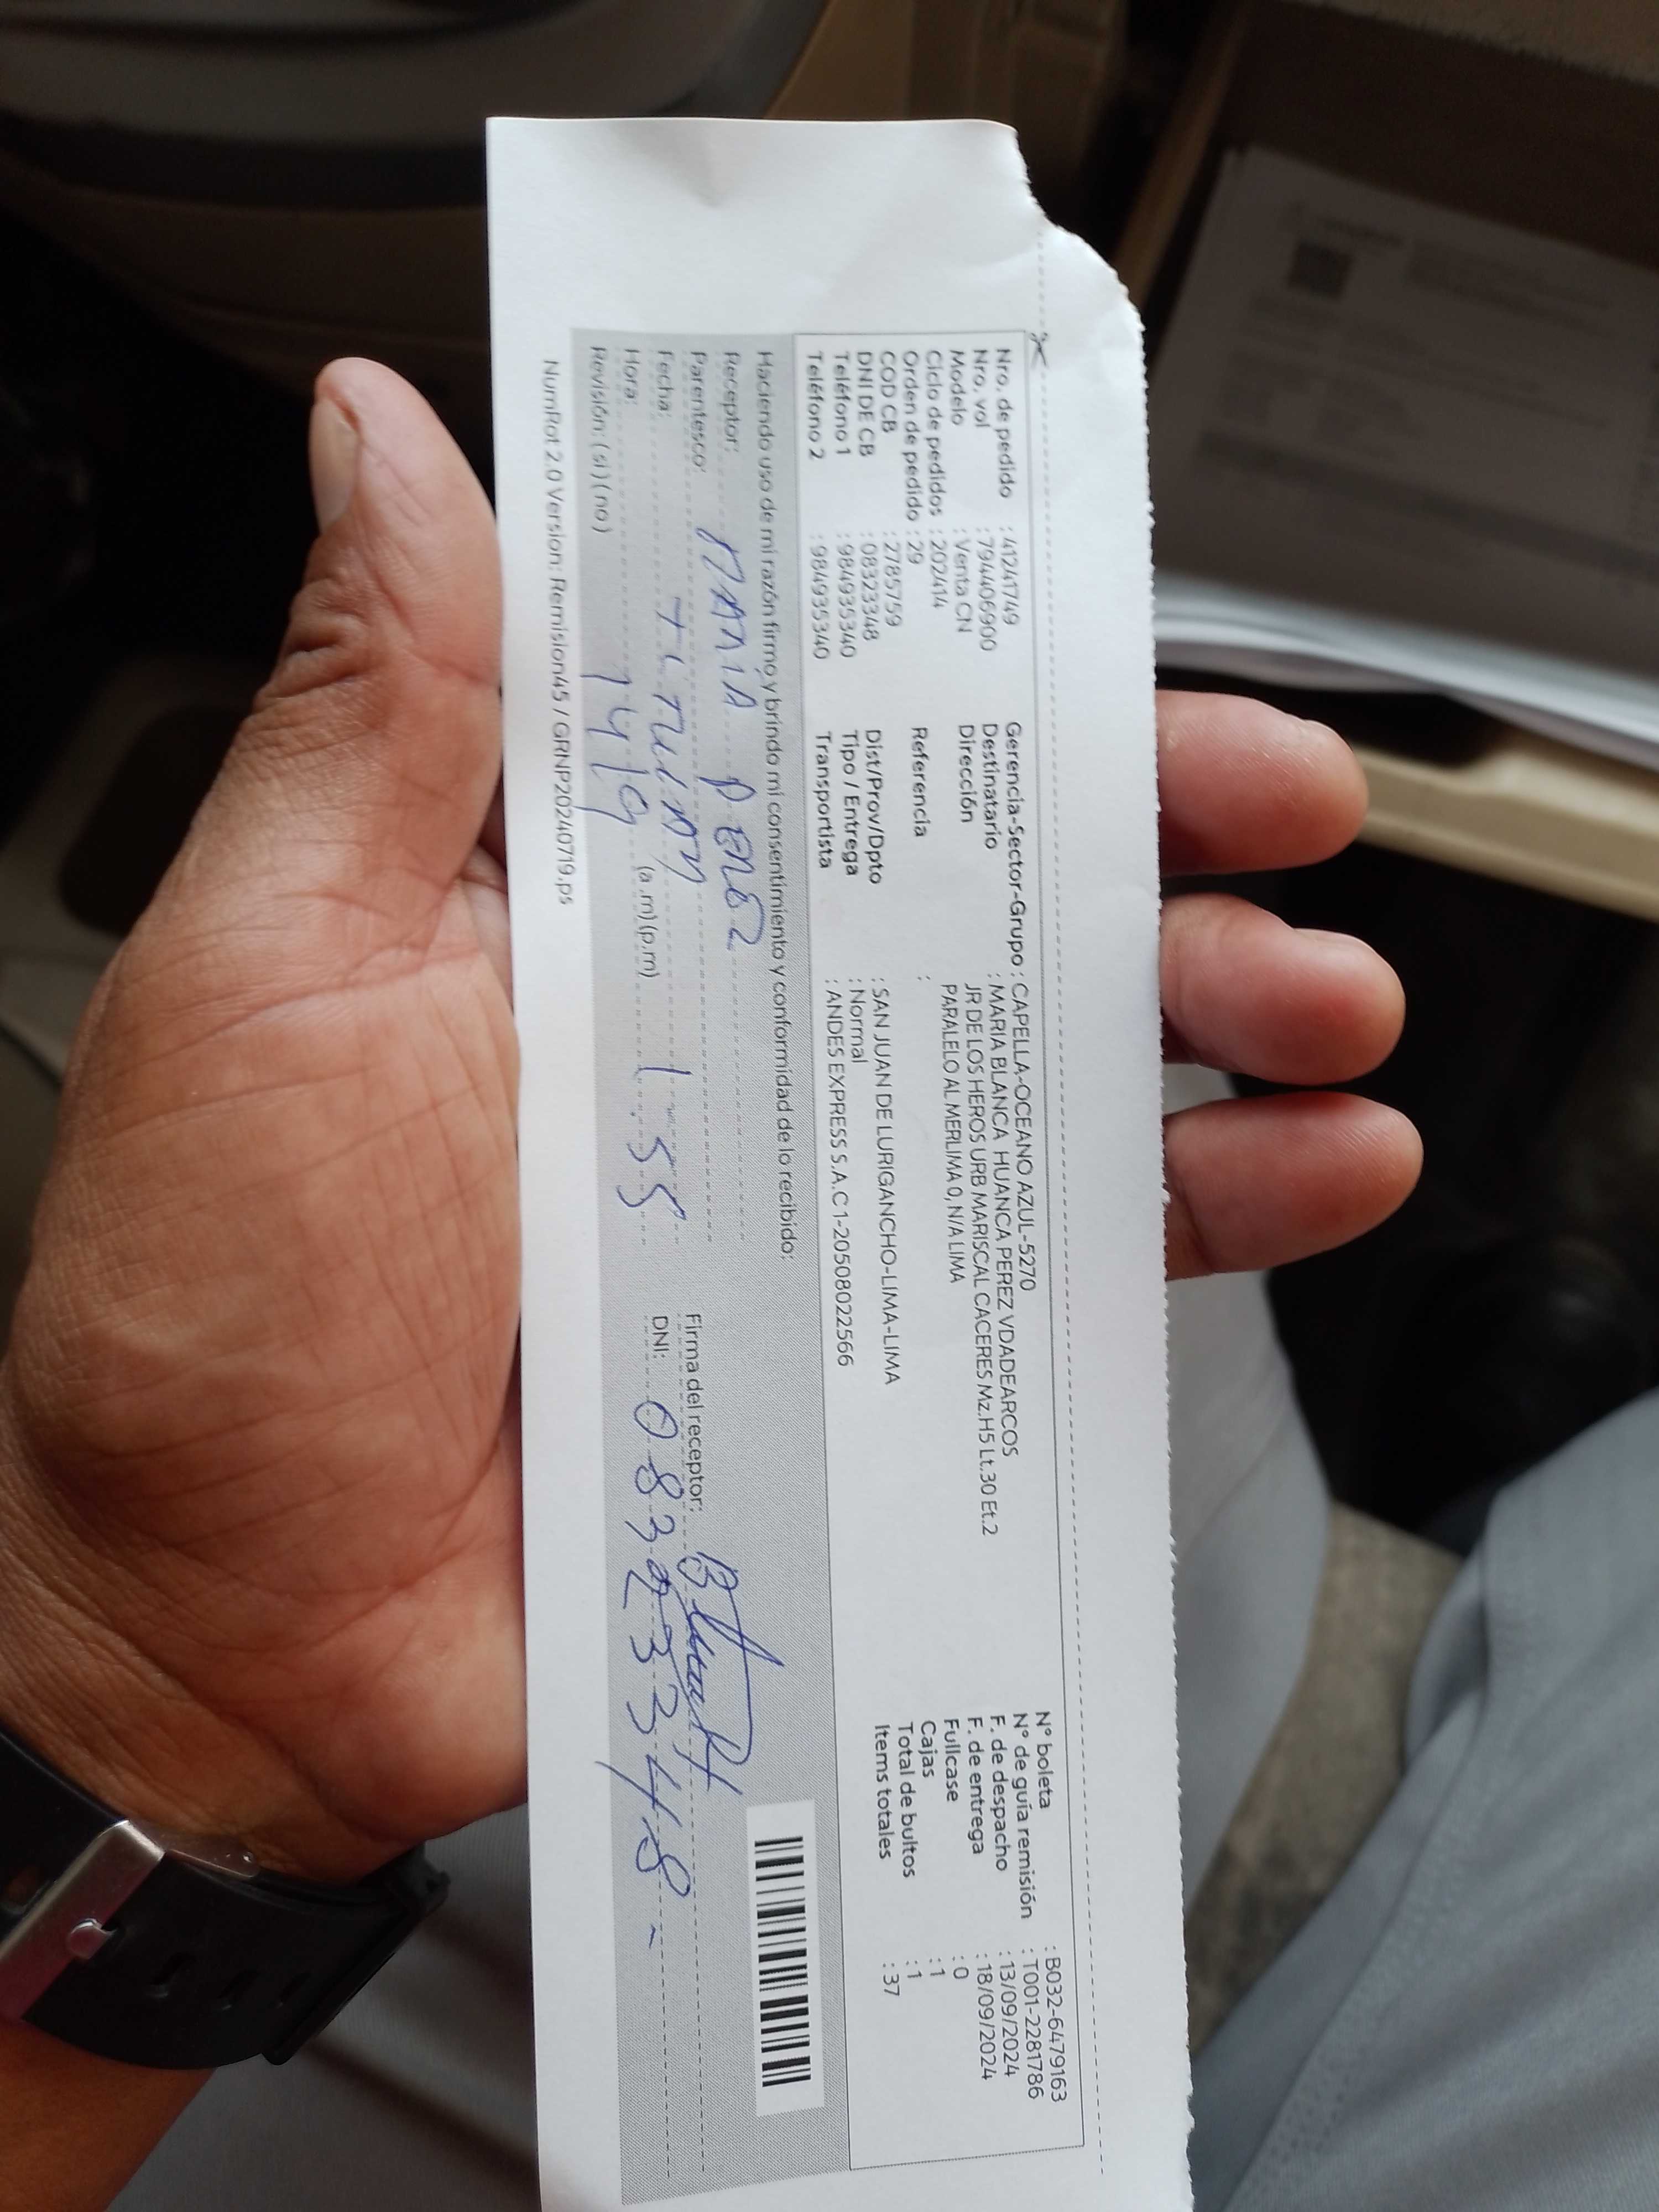 Nro. de pedido : 41241749
Nro. vol : 794406900
Modelo : Venta CN
Ciclo de pedidos : 202414
Orden de pedido : 29
COD CB : 2785759
DNI DE CB : 08323348
Teléfono 1 : 984935340
Teléfono 2 : 984935340
Gerencia-Sector-Grupo : CAPELLA-OCEANO AZUL-5270
Destinatario : MARIA BLANCA HUANCA PEREZ VDADEARCOS
Dirección JR DE LOS HEROS URB MARISCAL CACERES Mz.H5 Lt.30 Et.2
PARALELO AL MERLIMA 0, N/A LIMA
Referencia :
Dist/Prov/Dpto : SAN JUAN DE LURIGANCHO-LIMA-LIMA
Tipo / Entrega : Normal
Transportista : ANDES EXPRESS S.A.C 1-20508022566
N° boleta : B032-6479163
N° de guía remisión : T001-2281786
F. de despacho : 13/09/2024
F. de entrega : 18/09/2024
Fullcase : 0
Cajas : 1
Total de bultos : 1
Items totales : 37
Haciendo uso de mi razón firmo y brindo mi consentimiento y conformidad de lo recibido:
Receptor: MARIA PEREZ
Parentesco: TITULAR
Fecha: 14/9
Hora: (a.m)(p.m) 1 55
Revisión: (si) (no)
Firma del receptor:
DNI: 08323348-
NumRot 2.0 Version: Remision45 / GRNP20240719.ps